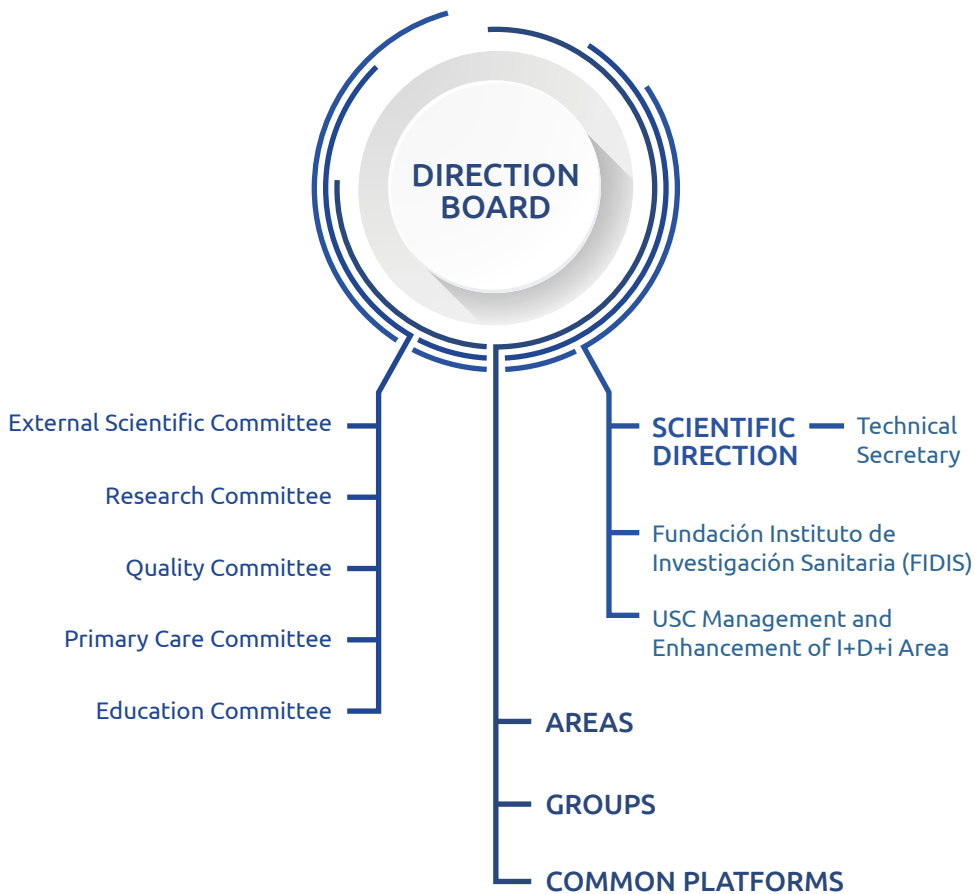 DIRECTION
BOARD
External Scientific Committee
Research Committee
Quality Committee
Primary Care Committee
Education Committee
SCIENTIFIC
DIRECTION
Technical
Secretary
Fundación Instituto de
Investigación Sanitaria (FIDIS)
USC Management and
Enhancement of I+D+i Area
AREAS
GROUPS
COMMON PLATFORMS